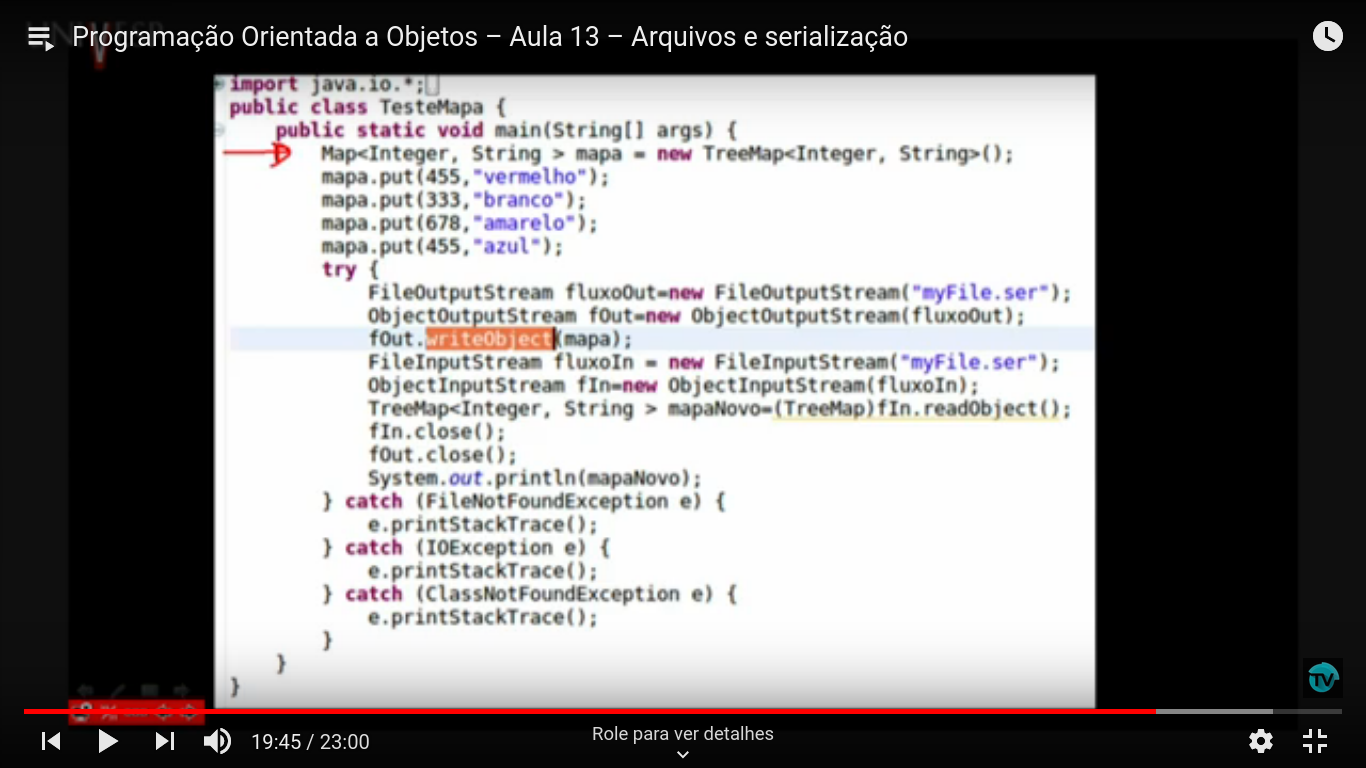 Programação Orientada a Objetos – Aula 13 – Arquivos e serialização
import java.io.*;
public class TesteMapa {
public static void main(String[] args) {
Map<Integer, String > mapa = new TreeMap<Integer, String>();
mapa.put(455,"vermelho");
mapa.put(333,"branco");
mapa.put(678,"amarelo");
mapa.put(455,"azul");
try {
FileOutputStream fluxoOut=new FileOutputStream("myFile.ser");
ObjectOutputStream fOut=new ObjectOutputStream(fluxoOut);
fOut.writeObject(mapa);
FileInputStream fluxoIn = new FileInputStream("myFile.ser");
ObjectInputStream fIn=new ObjectInputStream(fluxoIn);
TreeMap<Integer, String > mapaNovo=(TreeMap)fIn.readObject();
fIn.close();
fOut.close();
System.out.println(mapaNovo);
} catch (FileNotFoundException e) {
e.printStackTrace();
} catch (IOException e) {
e.printStackTrace();
} catch (ClassNotFoundException e) {
e.printStackTrace();
}
}
}
TV
19:45 / 23:00
Role para ver detalhes